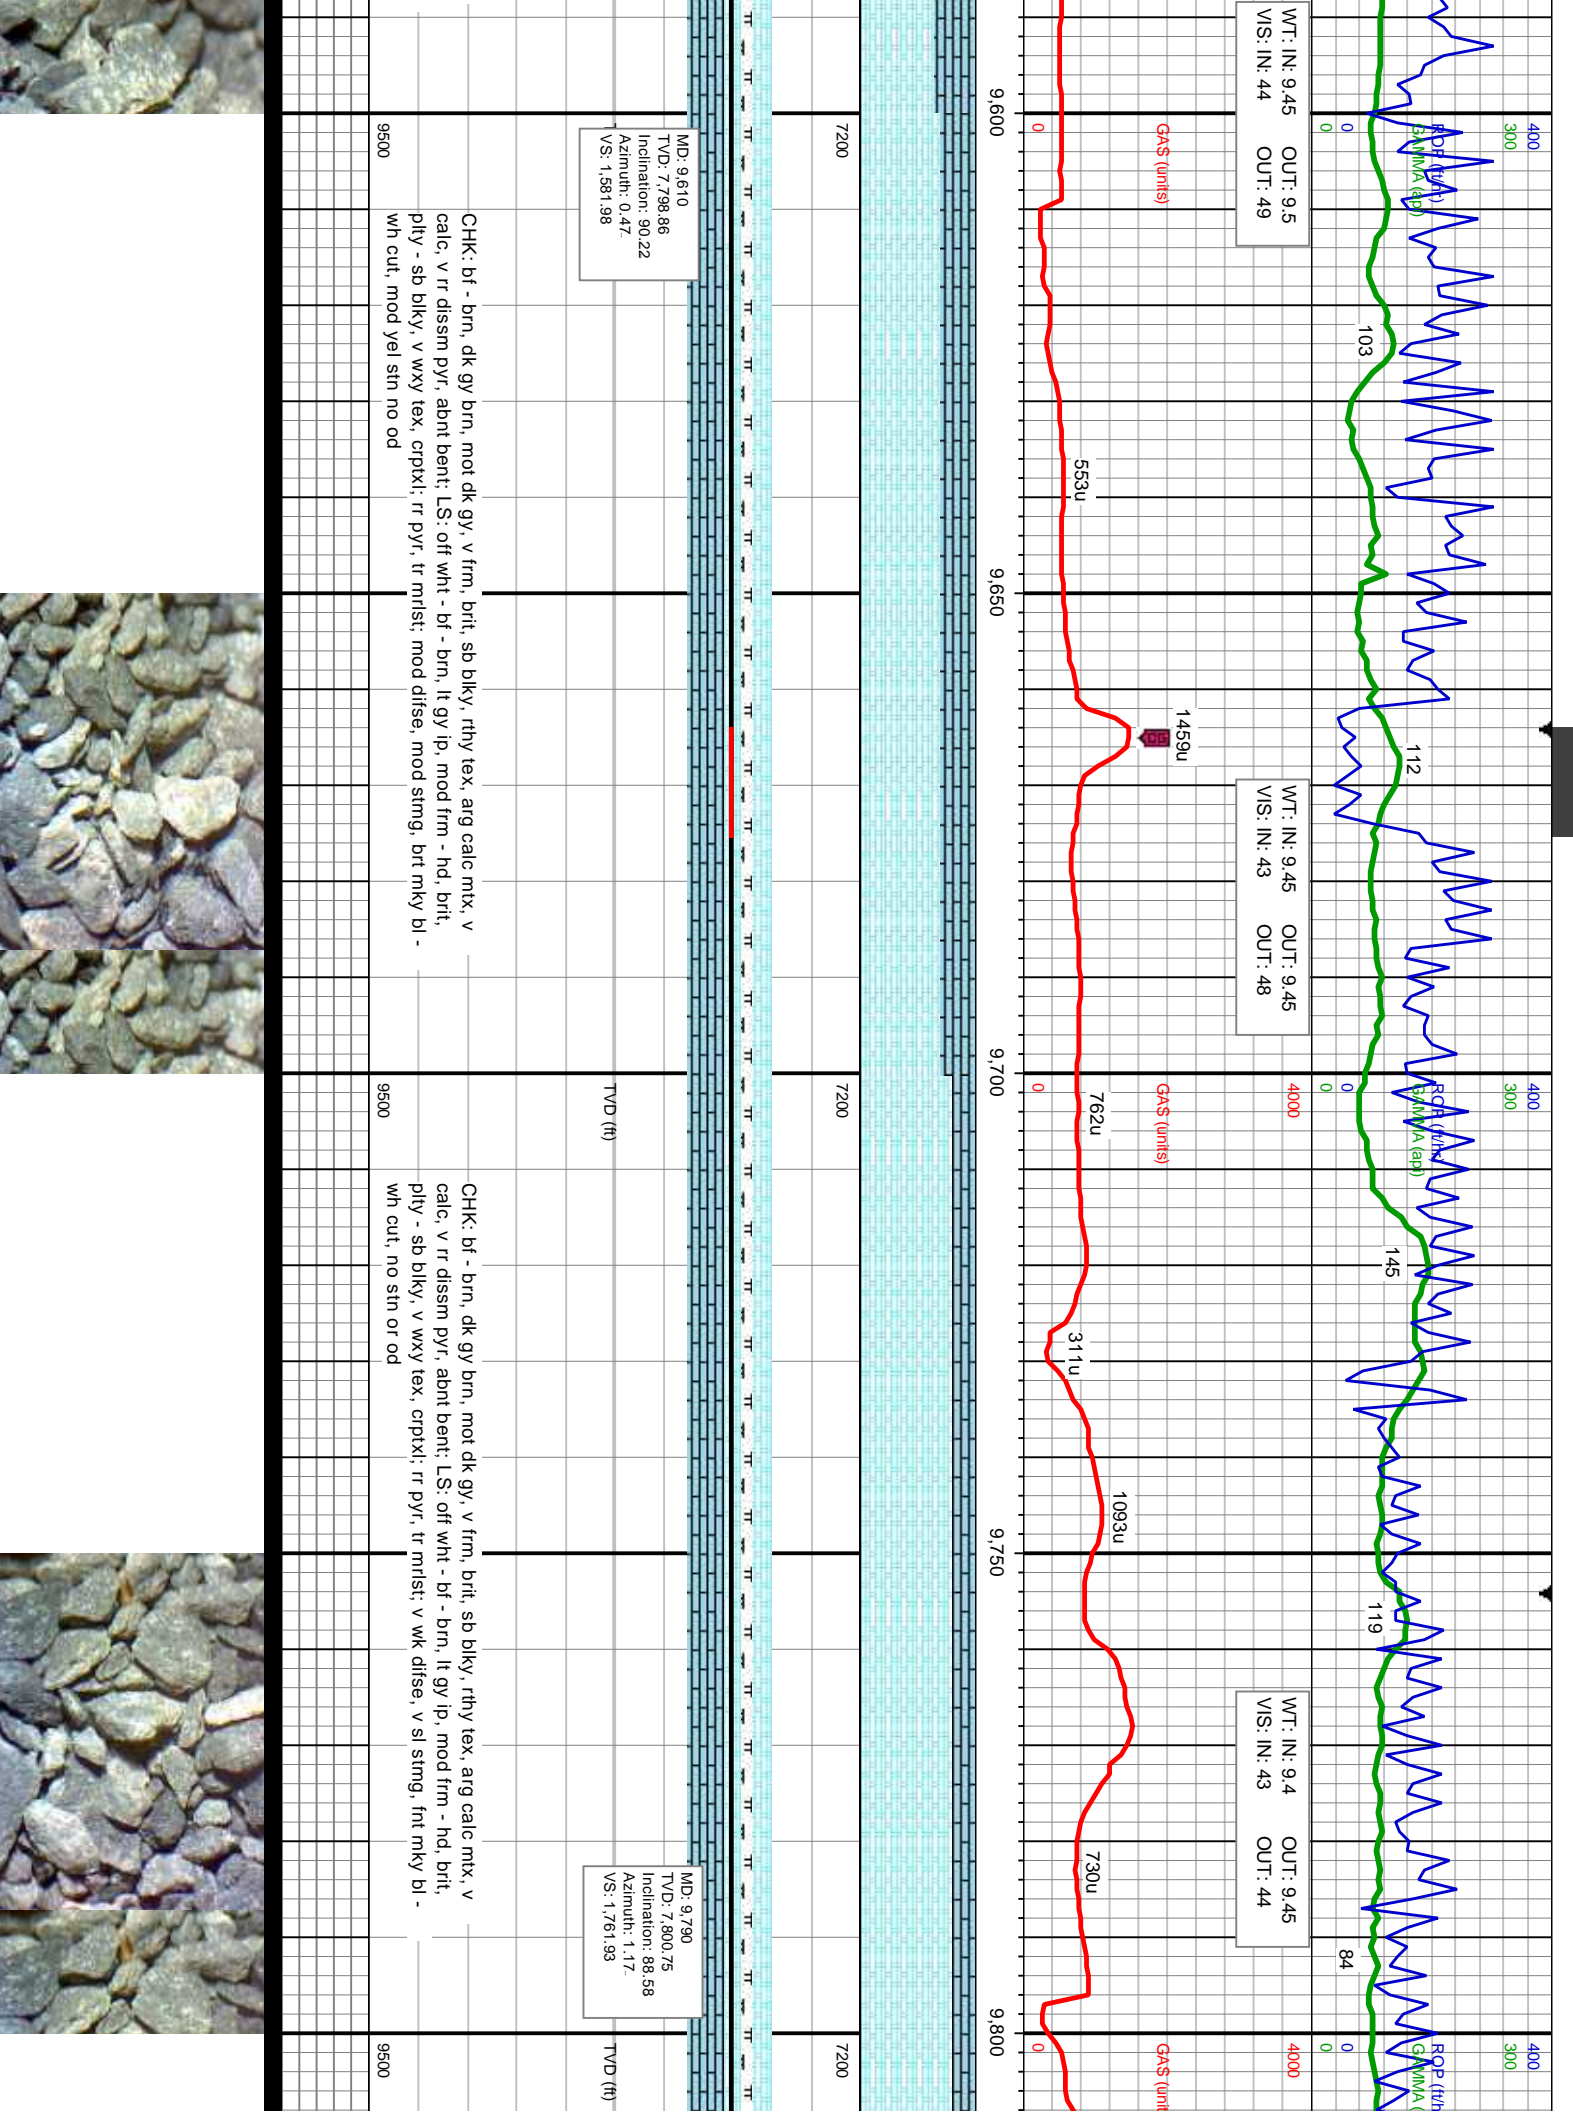 WT: IN: 9.45 OUT: 9.5
VIS: IN: 44 OUT: 49
400
300
ROP (ft/hr)
GAMMA (api)
0
0
GAS (units)
0
103
553u
1459u
CG
112
WT: IN: 9.45 OUT: 9.45
VIS: IN: 43 OUT: 48
400
300
ROP (ft/hr)
GAMMA (api)
0
0
4000
GAS (units)
0
762u
145
311u
1093u
119
WT: IN: 9.4 OUT: 9.45
VIS: IN: 43 OUT: 44
730u
84
400
300
ROP (ft/h
GAMMA (
0
0
4000
GAS (unit
0
9,600
9,650
9,700
9,750
9,800
7200
7200
7200
MD: 9,610
TVD: 7,798.86
Inclination: 90.22
Azimuth: 0.47
VS: 1,581.98
TVD (ft)
MD: 9,790
TVD: 7,800.75
Inclination: 88.58
Azimuth: 1.17
VS: 1,761.93
TVD (ft)
CHK: bf - brn, dk gy brn, mot dk gy, v frm, brit, sb blky, rthy tex, arg calc mtx, v
calc, v rr dissm pyr, abnt bent; LS: off wht - bf - brn, lt gy ip, mod frm - hd, brit,
plty - sb blky, v wxy tex, crptxl; rr pyr, tr mrlst; mod difse, mod stmg, brt mky bl -
wh cut, mod yel stn no od
CHK: bf - brn, dk gy brn, mot dk gy, v frm, brit, sb blky, rthy tex, arg calc mtx, v
calc, v rr dissm pyr, abnt bent; LS: off wht - bf - brn, lt gy ip, mod frm - hd, brit,
plty - sb blky, v wxy tex, crptxl; rr pyr, tr mrlst; v wk difse, v sl stmg, fnt mky bl -
wh cut, no stn or od
9500
9500
9500